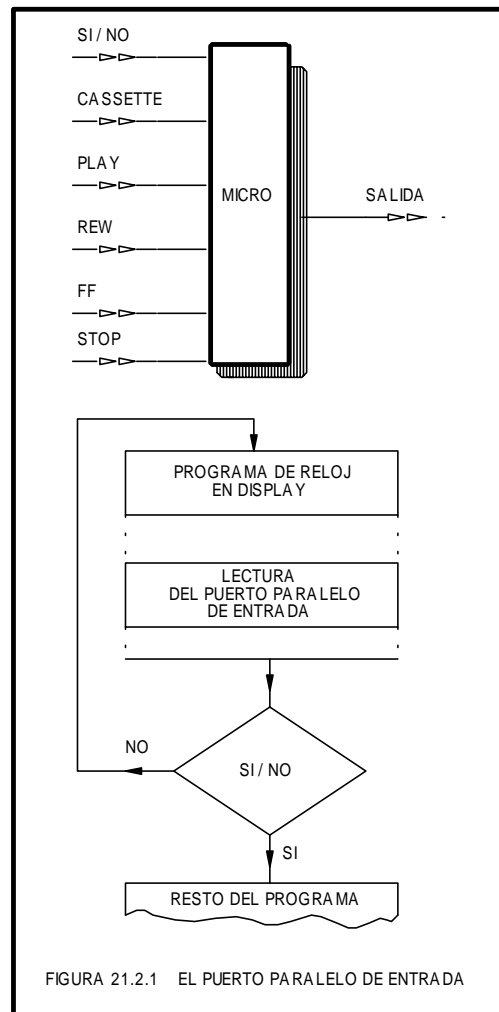 SI / NO
CASSETTE
PLAY
MICRO
SALIDA
REW
FF
STOP
PROGRAMA DE RELOJ
EN DISPLAY
LECTURA
DEL PUERTO PARALELO
DE ENTRADA
NO
SI / NO
SI
RESTO DEL PROGRAMA
FIGURA 21.2.1 EL PUERTO PARALELO DE ENTRADA